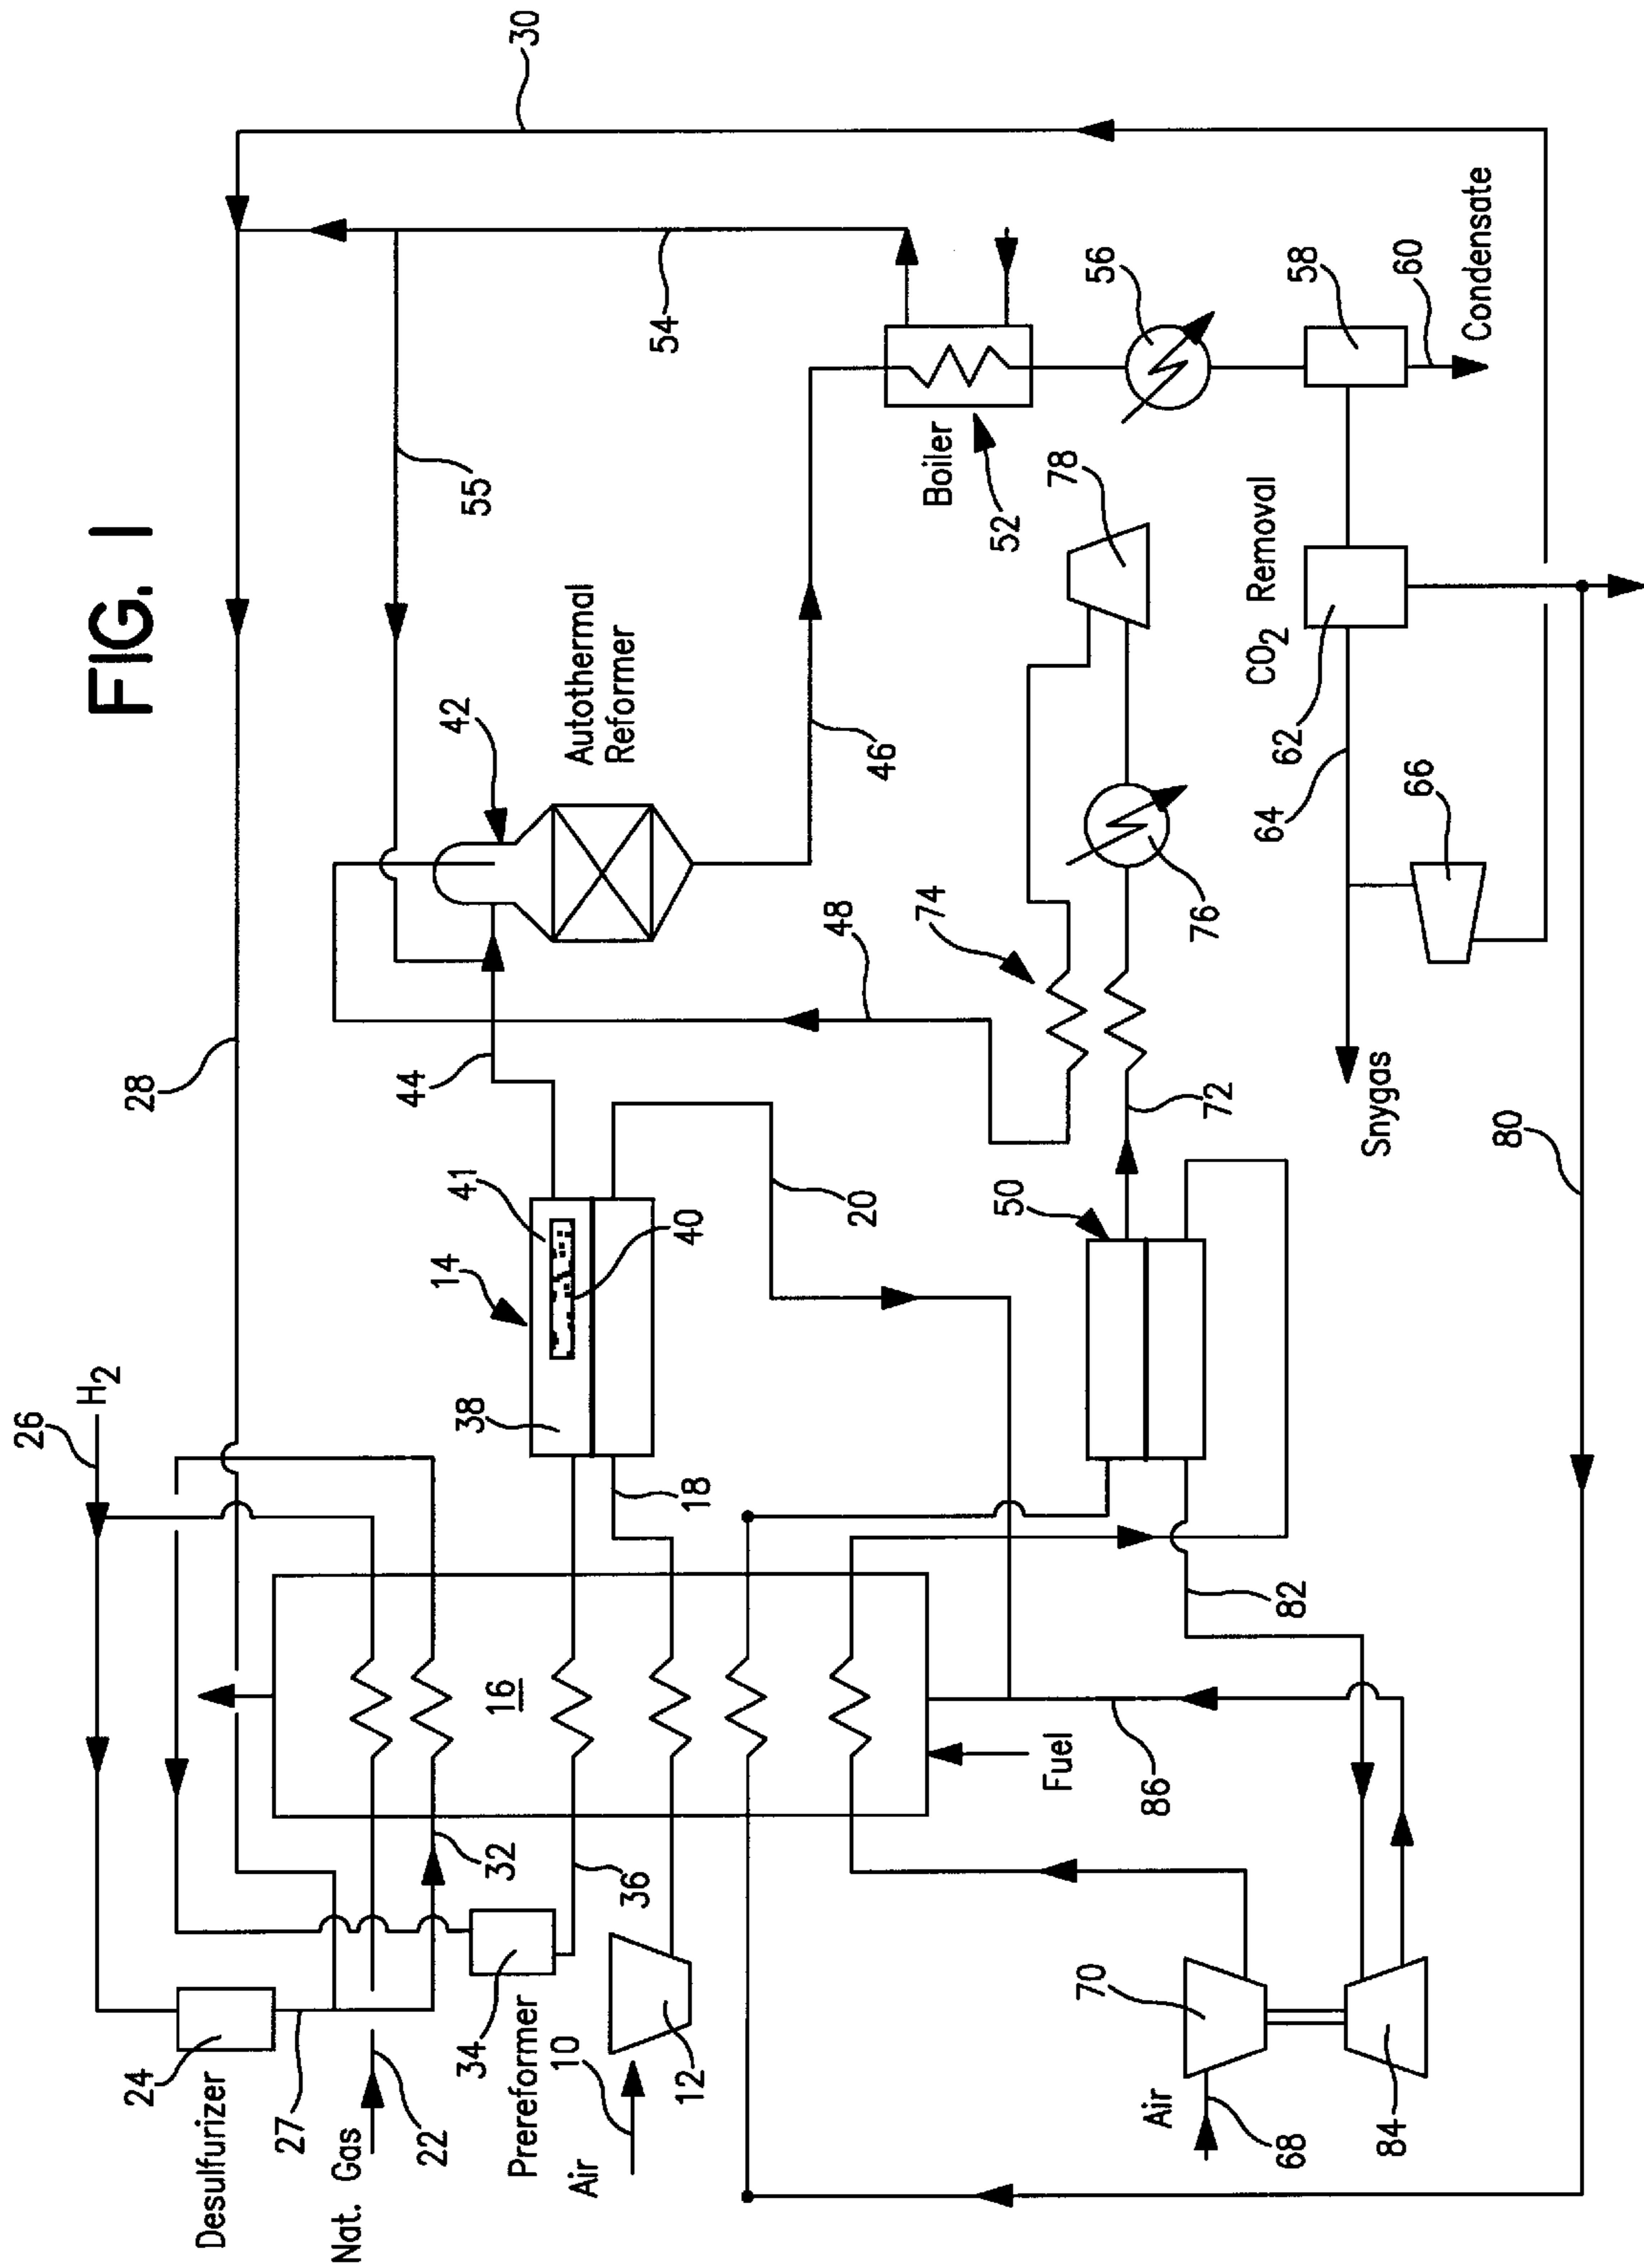 FIG. 1
26
H2
24
28
Desulfurizer
27
Nat. Gas
22
14
42
41
55
34
38
32
16
30
Prereformer
10
Air
Autothermal
Reformer
36
54
12
18
40
20
46
Boiler
52
50
74
Fuel
78
70
56
86
Air
76
72
CO2 Removal
82
64
62
68
58
Snygas
84
66
60
Condensate
80
48